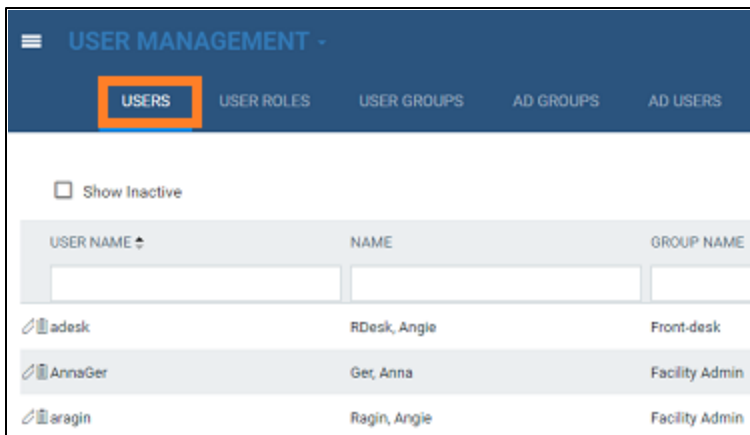 USER MANAGEMENT
USERS USER ROLES USER GROUPS AD GROUPS AD USERS
Show Inactive
USER NAME NAME GROUP NAME
adesk RDesk, Angie Front-desk
AnnaGer Ger, Anna Facility Admin
aragin Ragin, Angie Facility Admin